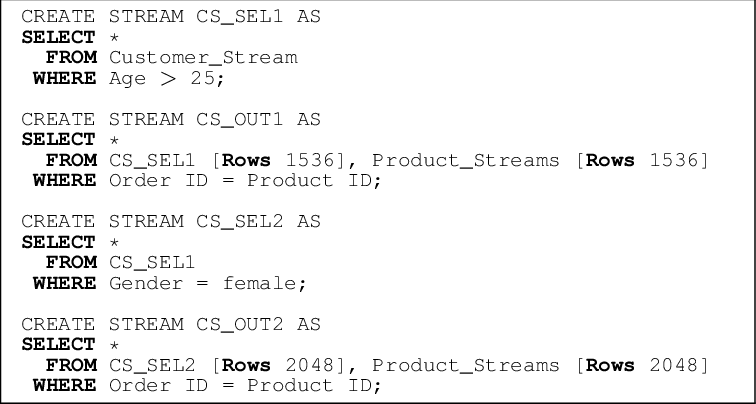 CREATE STREAM CS_SEL1 AS
SELECT *
FROM Customer_Stream
WHERE Age > 25;
CREATE STREAM CS_OUT1 AS
SELECT *
FROM CS_SEL1 [Rows 1536], Product_Streams [Rows 1536]
WHERE Order ID = Product ID;
CREATE STREAM CS_SEL2 AS
SELECT *
FROM CS_SEL1
WHERE Gender = female;
CREATE STREAM CS_OUT2 AS
SELECT *
FROM CS_SEL2 [Rows 2048], Product_Streams [Rows 2048]
WHERE Order ID = Product ID;